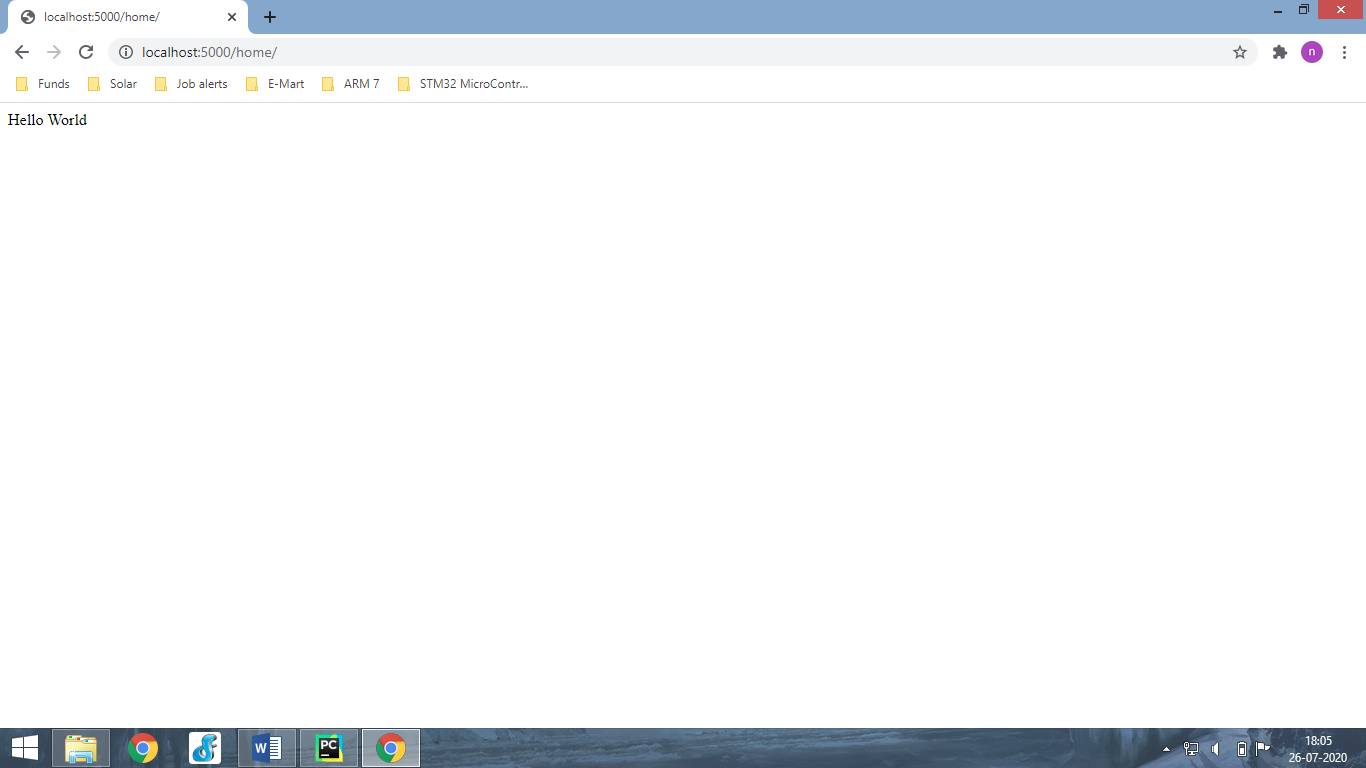 localhost:5000/home/
localhost:5000/home/
n
Funds Solar Job alerts E-Mart ARM 7 STM32 MicroContr...
Hello World
W PC
18:05
26-07-2020